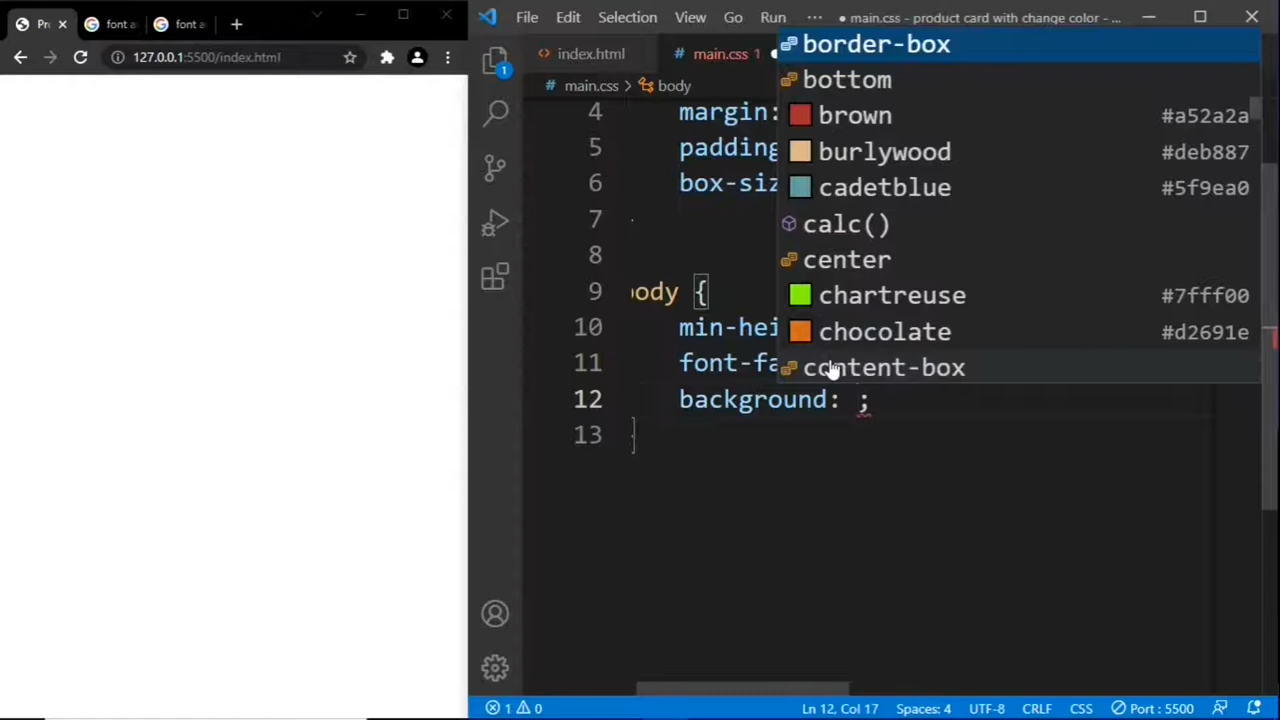 Pr
font a
font a
127.0.0.1:5500/index.html
File Edit Selection View Go Run ··· ● main.css - product card with change color - ...
index.html
main.css 1
main.css > body
1
4 margin:
5 padding
6 box-siz
7
8
9 body {
10 min-hei
11 font-fa
12 background: ;
13 }
border-box
bottom
brown #a52a2a
burlywood #deb887
cadetblue #5f9ea0
calc()
center
chartreuse #7fff00
chocolate #d2691e
content-box
1 0 Ln 12, Col 17 Spaces: 4 UTF-8 CRLF CSS Port : 5500